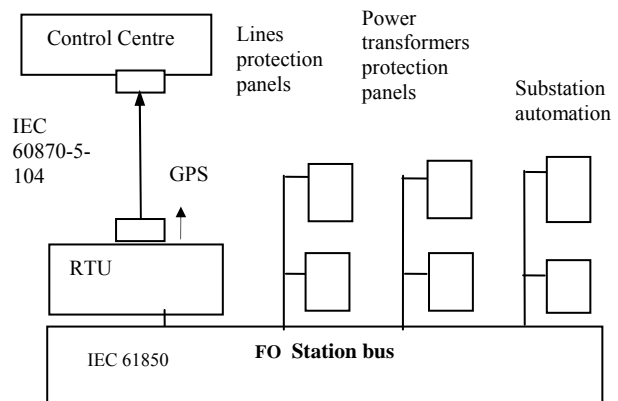 Control Centre
Lines
protection
panels
Power
transformers
protection
panels
Substation
automation
IEC
60870-5-
104
GPS
RTU
IEC 61850
FO Station bus